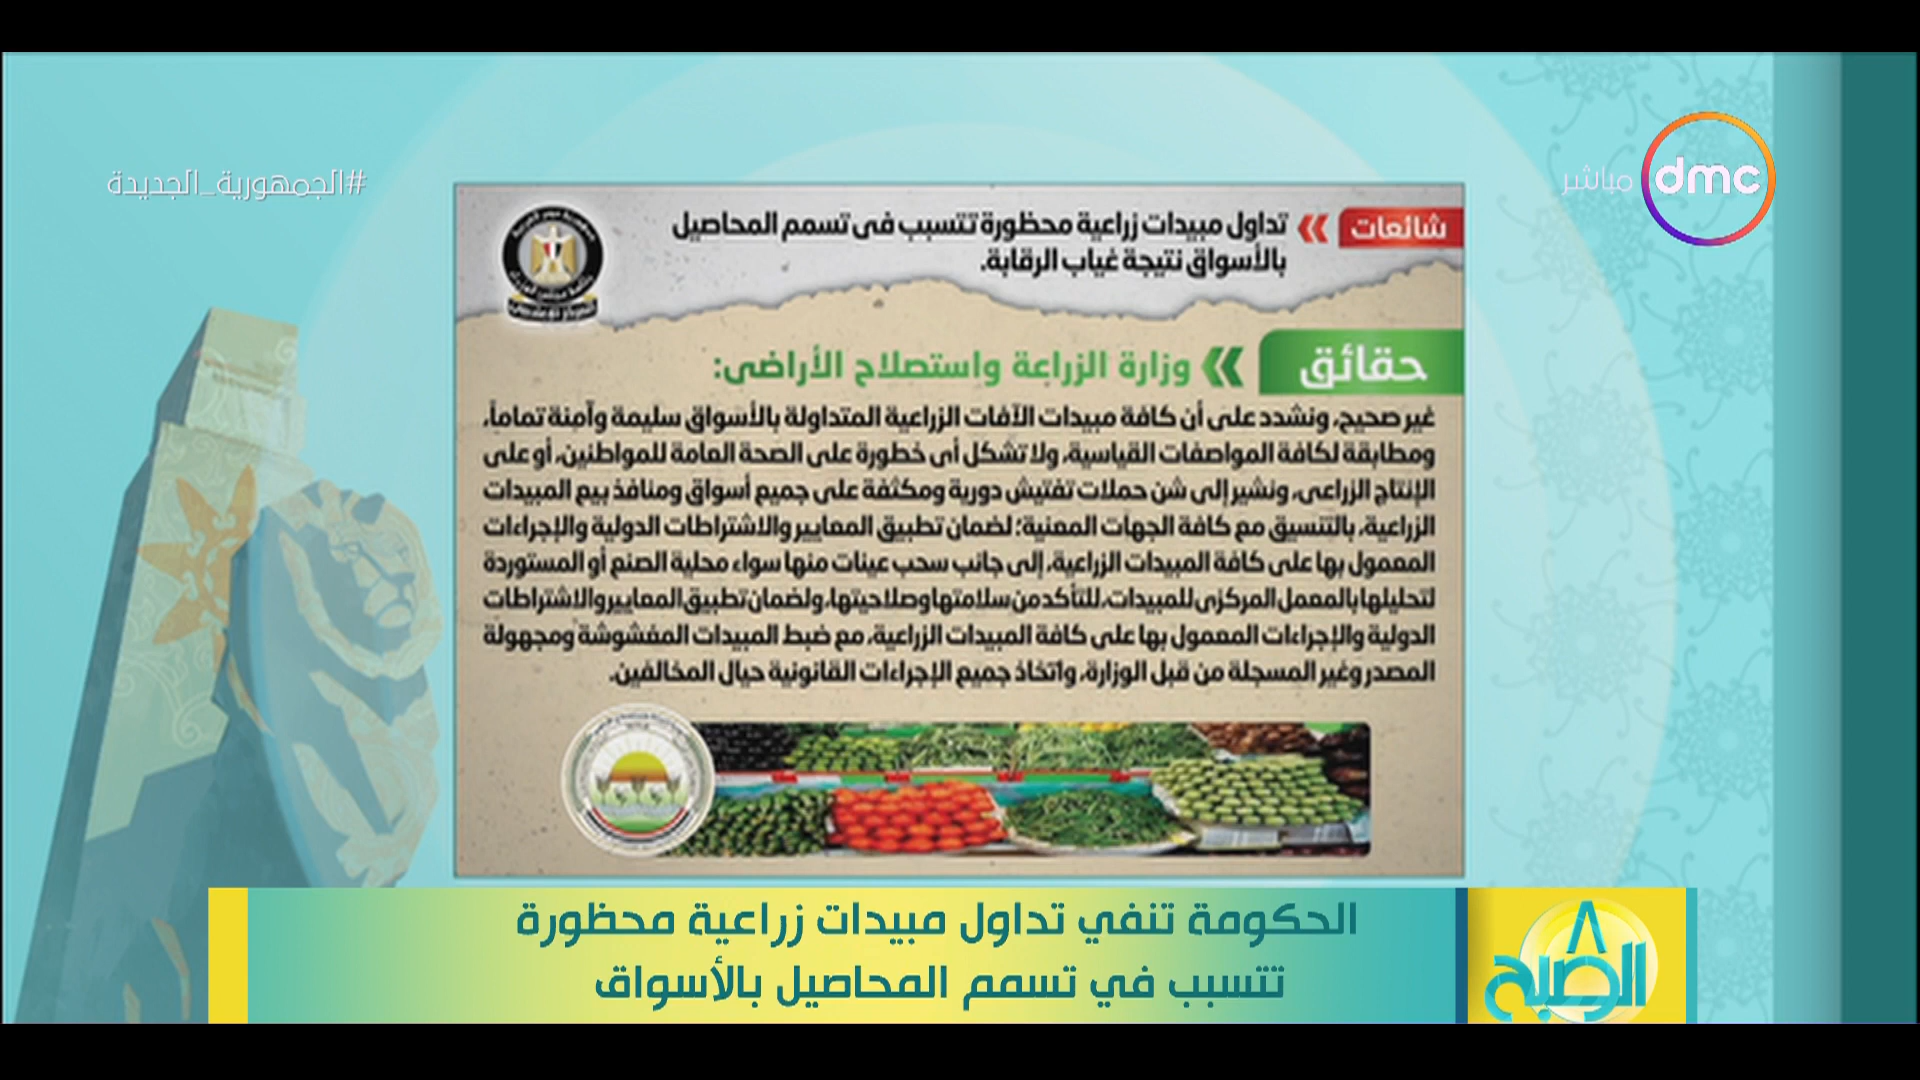 #الجمهورية_الجديدة
مباشر
dmc
شائعات
تداول مبيدات زراعية محظورة تتسبب فى تسمم المحاصيل
بالأسواق نتيجة غياب الرقابة.
حقائق
وزارة الزراعة واستصلاح الأراضى:
غير صحيح، ونشدد على أن كافة مبيدات الآفات الزراعية المتداولة بالأسواق سليمة وآمنة تماماً،
ومطابقة لكافة المواصفات القياسية، ولا تشكل أى خطورة على الصحة العامة للمواطنين، أو على
الإنتاج الزراعى، ونشير إلى شن حملات تفتيش دورية ومكثفة على جميع أسواق ومنافذ بيع المبيدات
الزراعية، بالتنسيق مع كافة الجهات المعنية؛ لضمان تطبيق المعايير والاشتراطات الدولية والإجراءات
المعمول بها على كافة المبيدات الزراعية، إلى جانب سحب عينات منها سواء محلية الصنع أو المستوردة
لتحليلها بالمعمل المركزى للمبيدات، للتأكد من سلامتها وصلاحيتها، ولضمان تطبيق المعايير والاشتراطات
الدولية والإجراءات المعمول بها على كافة المبيدات الزراعية، مع ضبط المبيدات المغشوشة ومجهولة
المصدر وغير المسجلة من قبل الوزارة، واتخاذ جميع الإجراءات القانونية حيال المخالفين.
الحكومة تنفي تداول مبيدات زراعية محظورة
تتسبب في تسمم المحاصيل بالأسواق
٨
الصبح